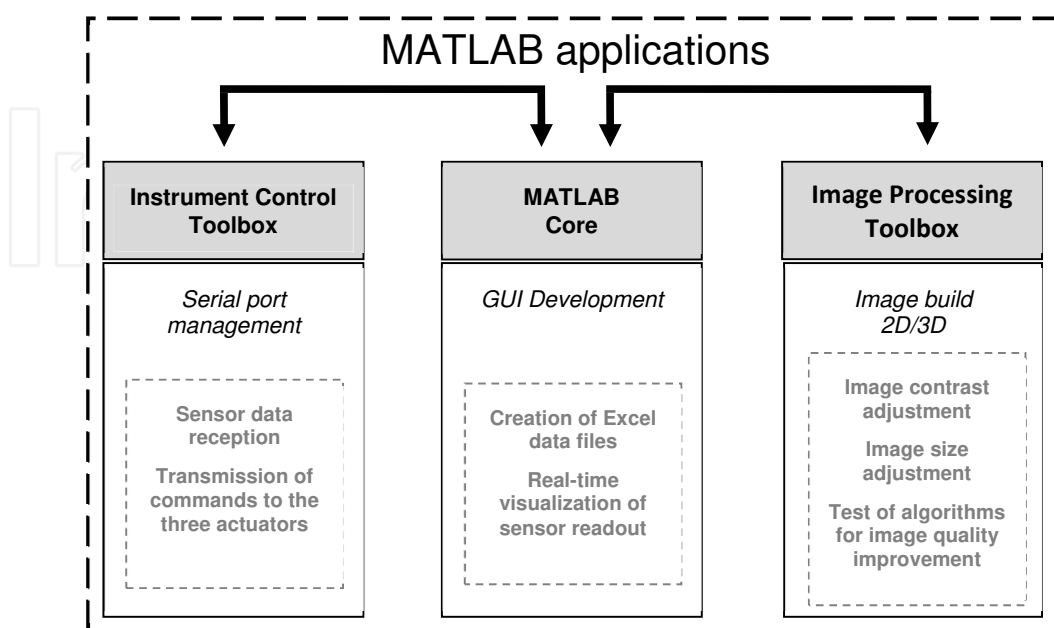 MATLAB applications
Instrument Control
Toolbox
Serial port
management
Sensor data
reception
Transmission of
commands to the
three actuators
MATLAB
Core
GUI Development
Creation of Excel
data files
Real-time
visualization of
sensor readout
Image Processing
Toolbox
Image build
2D/3D
Image contrast
adjustment
Image size
adjustment
Test of algorithms
for image quality
improvement